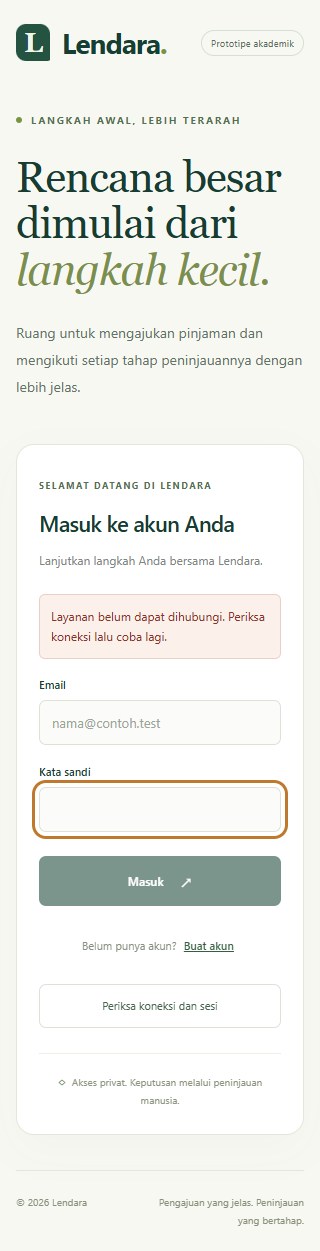 L Lendara.
Prototipe akademik
LANGKAH AWAL, LEBIH TERARAH
Rencana besar
dimulai dari
langkah kecil.
Ruang untuk mengajukan pinjaman dan
mengikuti setiap tahap peninjauannya dengan
lebih jelas.
SELAMAT DATANG DI LENDARA
Masuk ke akun Anda
Lanjutkan langkah Anda bersama Lendara.
Layanan belum dapat dihubungi. Periksa
koneksi lalu coba lagi.
Email
nama@contoh.test
Kata sandi
Masuk ↗
Belum punya akun? Buat akun
Periksa koneksi dan sesi
◇ Akses privat. Keputusan melalui peninjauan
manusia.
© 2026 Lendara
Pengajuan yang jelas. Peninjauan
yang bertahap.